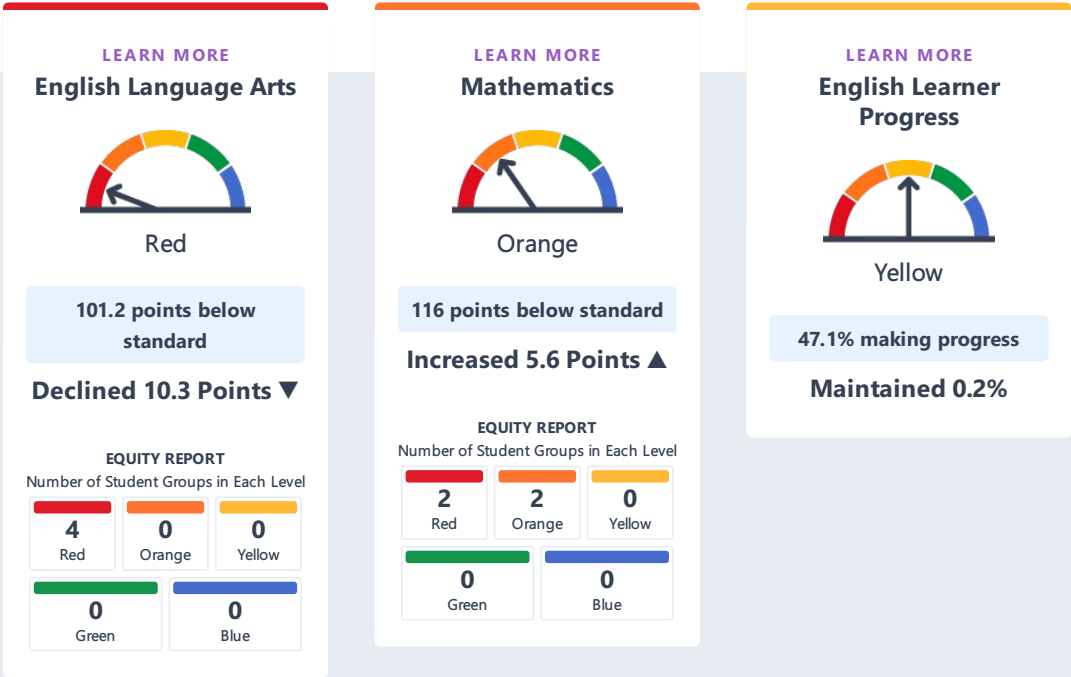 LEARN MORE
English Language Arts
Red
101.2 points below
standard
Declined 10.3 Points ▼
EQUITY REPORT
Number of Student Groups in Each Level
4
Red
0
Orange
0
Yellow
0
Green
0
Blue
LEARN MORE
Mathematics
Orange
116 points below standard
Increased 5.6 Points ▲
EQUITY REPORT
Number of Student Groups in Each Level
2
Red
2
Orange
0
Yellow
0
Green
0
Blue
LEARN MORE
English Learner
Progress
Yellow
47.1% making progress
Maintained 0.2%